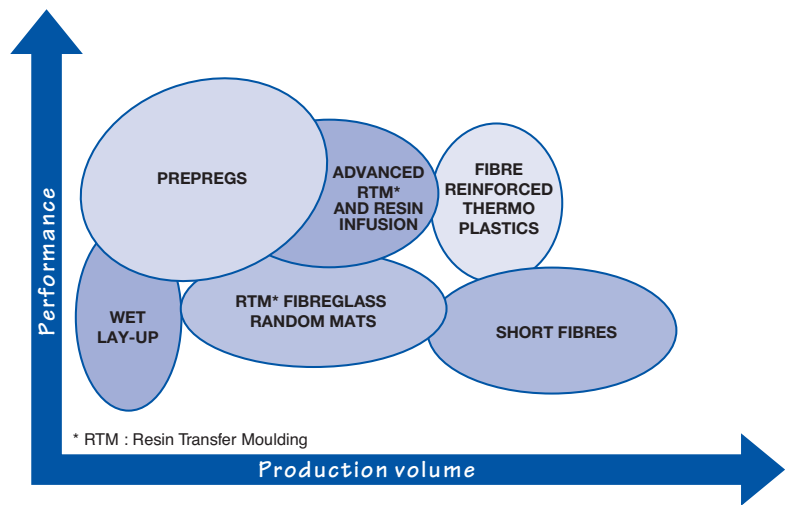 Performance
PREPREGS
ADVANCED
RTM*
AND RESIN
INFUSION
FIBRE
REINFORCED
THERMO
PLASTICS
WET
LAY-UP
RTM* FIBREGLASS
RANDOM MATS
SHORT FIBRES
* RTM : Resin Transfer Moulding
Production volume